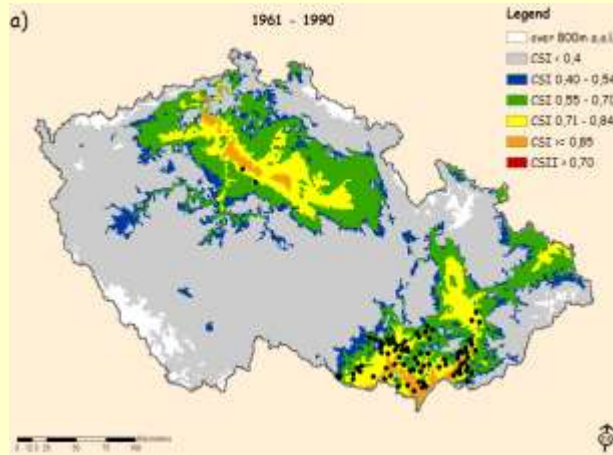 a)
1961 - 1990
Legend
over 800m a.s.l.
CSI < 0,4
CSI 0,40 - 0,54
CSI 0,55 - 0,70
CSI 0,71 - 0,84
CSI >= 0,85
CSII > 0,70